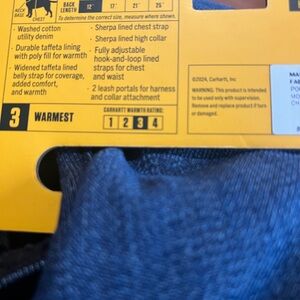 NECK BASE
CHEST
BACK LENGTH
12" 17" 21" 26"
To determine the correct size, measure where shown.
· Washed cotton utility denim
· Durable taffeta lining with poly fill for warmth
· Widened taffeta lined belly strap for coverage, added comfort, and warmth
· Sherpa lined chest strap
· Sherpa lined high collar
· Fully adjustable hook-and-loop lined straps for chest and waist
· 2 leash portals for harness and collar attachment
©2024, Carhartt, Inc
WARNING: This product is intended to be used only with supervision. Remove and replace product if torn or damaged.
3 WARMEST
CARHARTT WARMTH RATING:
1 2 3 4